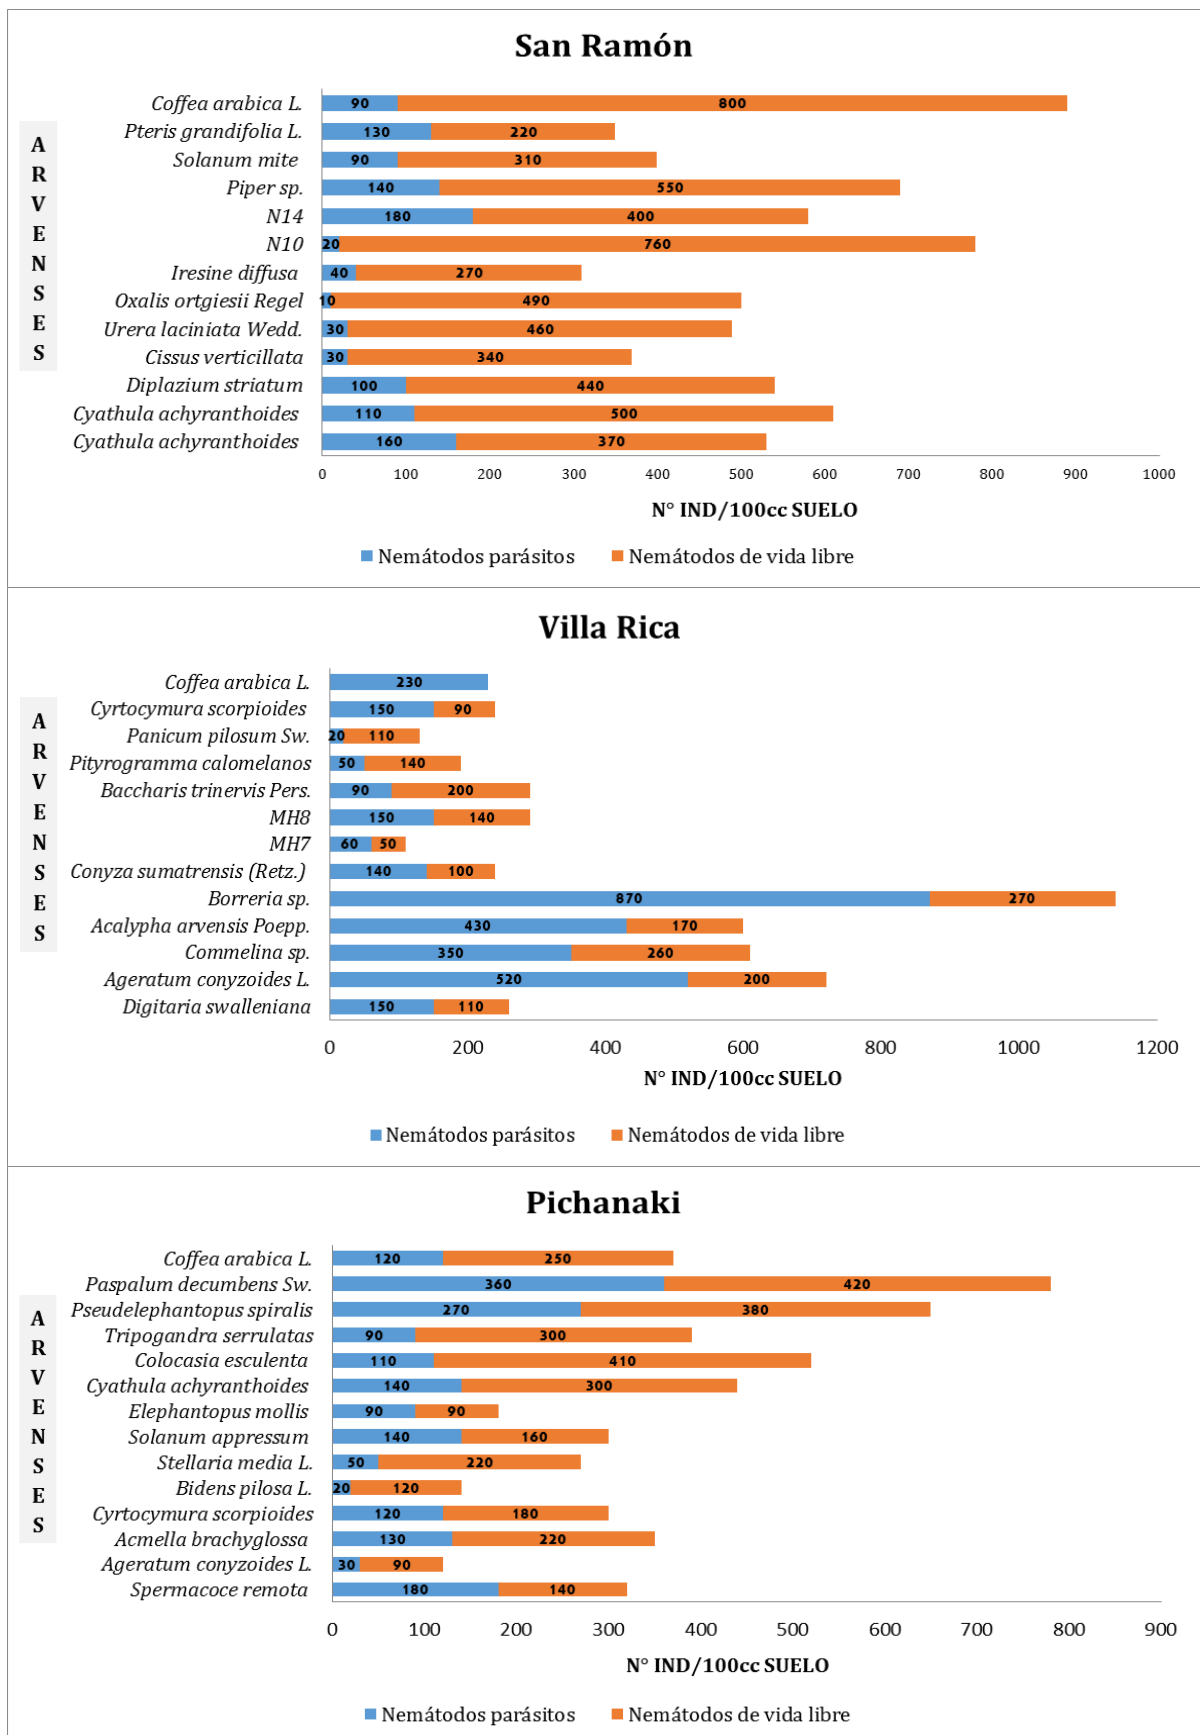 San Ramón
ARVENSES
Coffea arabica L. 90 800
Pteris grandifolia L. 130 220
Solanum mite 90 310
Piper sp. 140 550
N14 180 400
N10 20 760
Iresine diffusa 40 270
Oxalis ortgiesii Regel 10 490
Urera laciniata Wedd. 30 460
Cissus verticillata 30 340
Diplazium striatum 100 440
Cyathula achyranthoides 110 500
Cyathula achyranthoides 160 370
0 100 200 300 400 500 600 700 800 900 1000
N° IND/100cc SUELO
Nemátodos parásitos Nemátodos de vida libre
Villa Rica
ARVENSES
Coffea arabica L. 230
Cyrtocymura scorpioides 150 90
Panicum pilosum Sw. 20 110
Pityrogramma calomelanos 50 140
Baccharis trinervis Pers. 90 200
MH8 150 140
MH7 60 50
Conyza sumatrensis (Retz.) 140 100
Borreria sp. 870 270
Acalypha arvensis Poepp. 430 170
Commelina sp. 350 260
Ageratum conyzoides L. 520 200
Digitaria swalleniana 150 110
0 200 400 600 800 1000 1200
N° IND/100cc SUELO
Nemátodos parásitos Nemátodos de vida libre
Pichanaki
ARVENSES
Coffea arabica L. 120 250
Paspalum decumbens Sw. 360 420
Pseudelephantopus spiralis 270 380
Tripogandra serrulatas 90 300
Colocasia esculenta 110 410
Cyathula achyranthoides 140 300
Elephantopus mollis 90 90
Solanum appressum 140 160
Stellaria media L. 50 220
Bidens pilosa L. 20 120
Cyrtocymura scorpioides 120 180
Acmella brachyglossa 130 220
Ageratum conyzoides L. 30 90
Spermacoce remota 180 140
0 100 200 300 400 500 600 700 800 900
N° IND/100cc SUELO
Nemátodos parásitos Nemátodos de vida libre